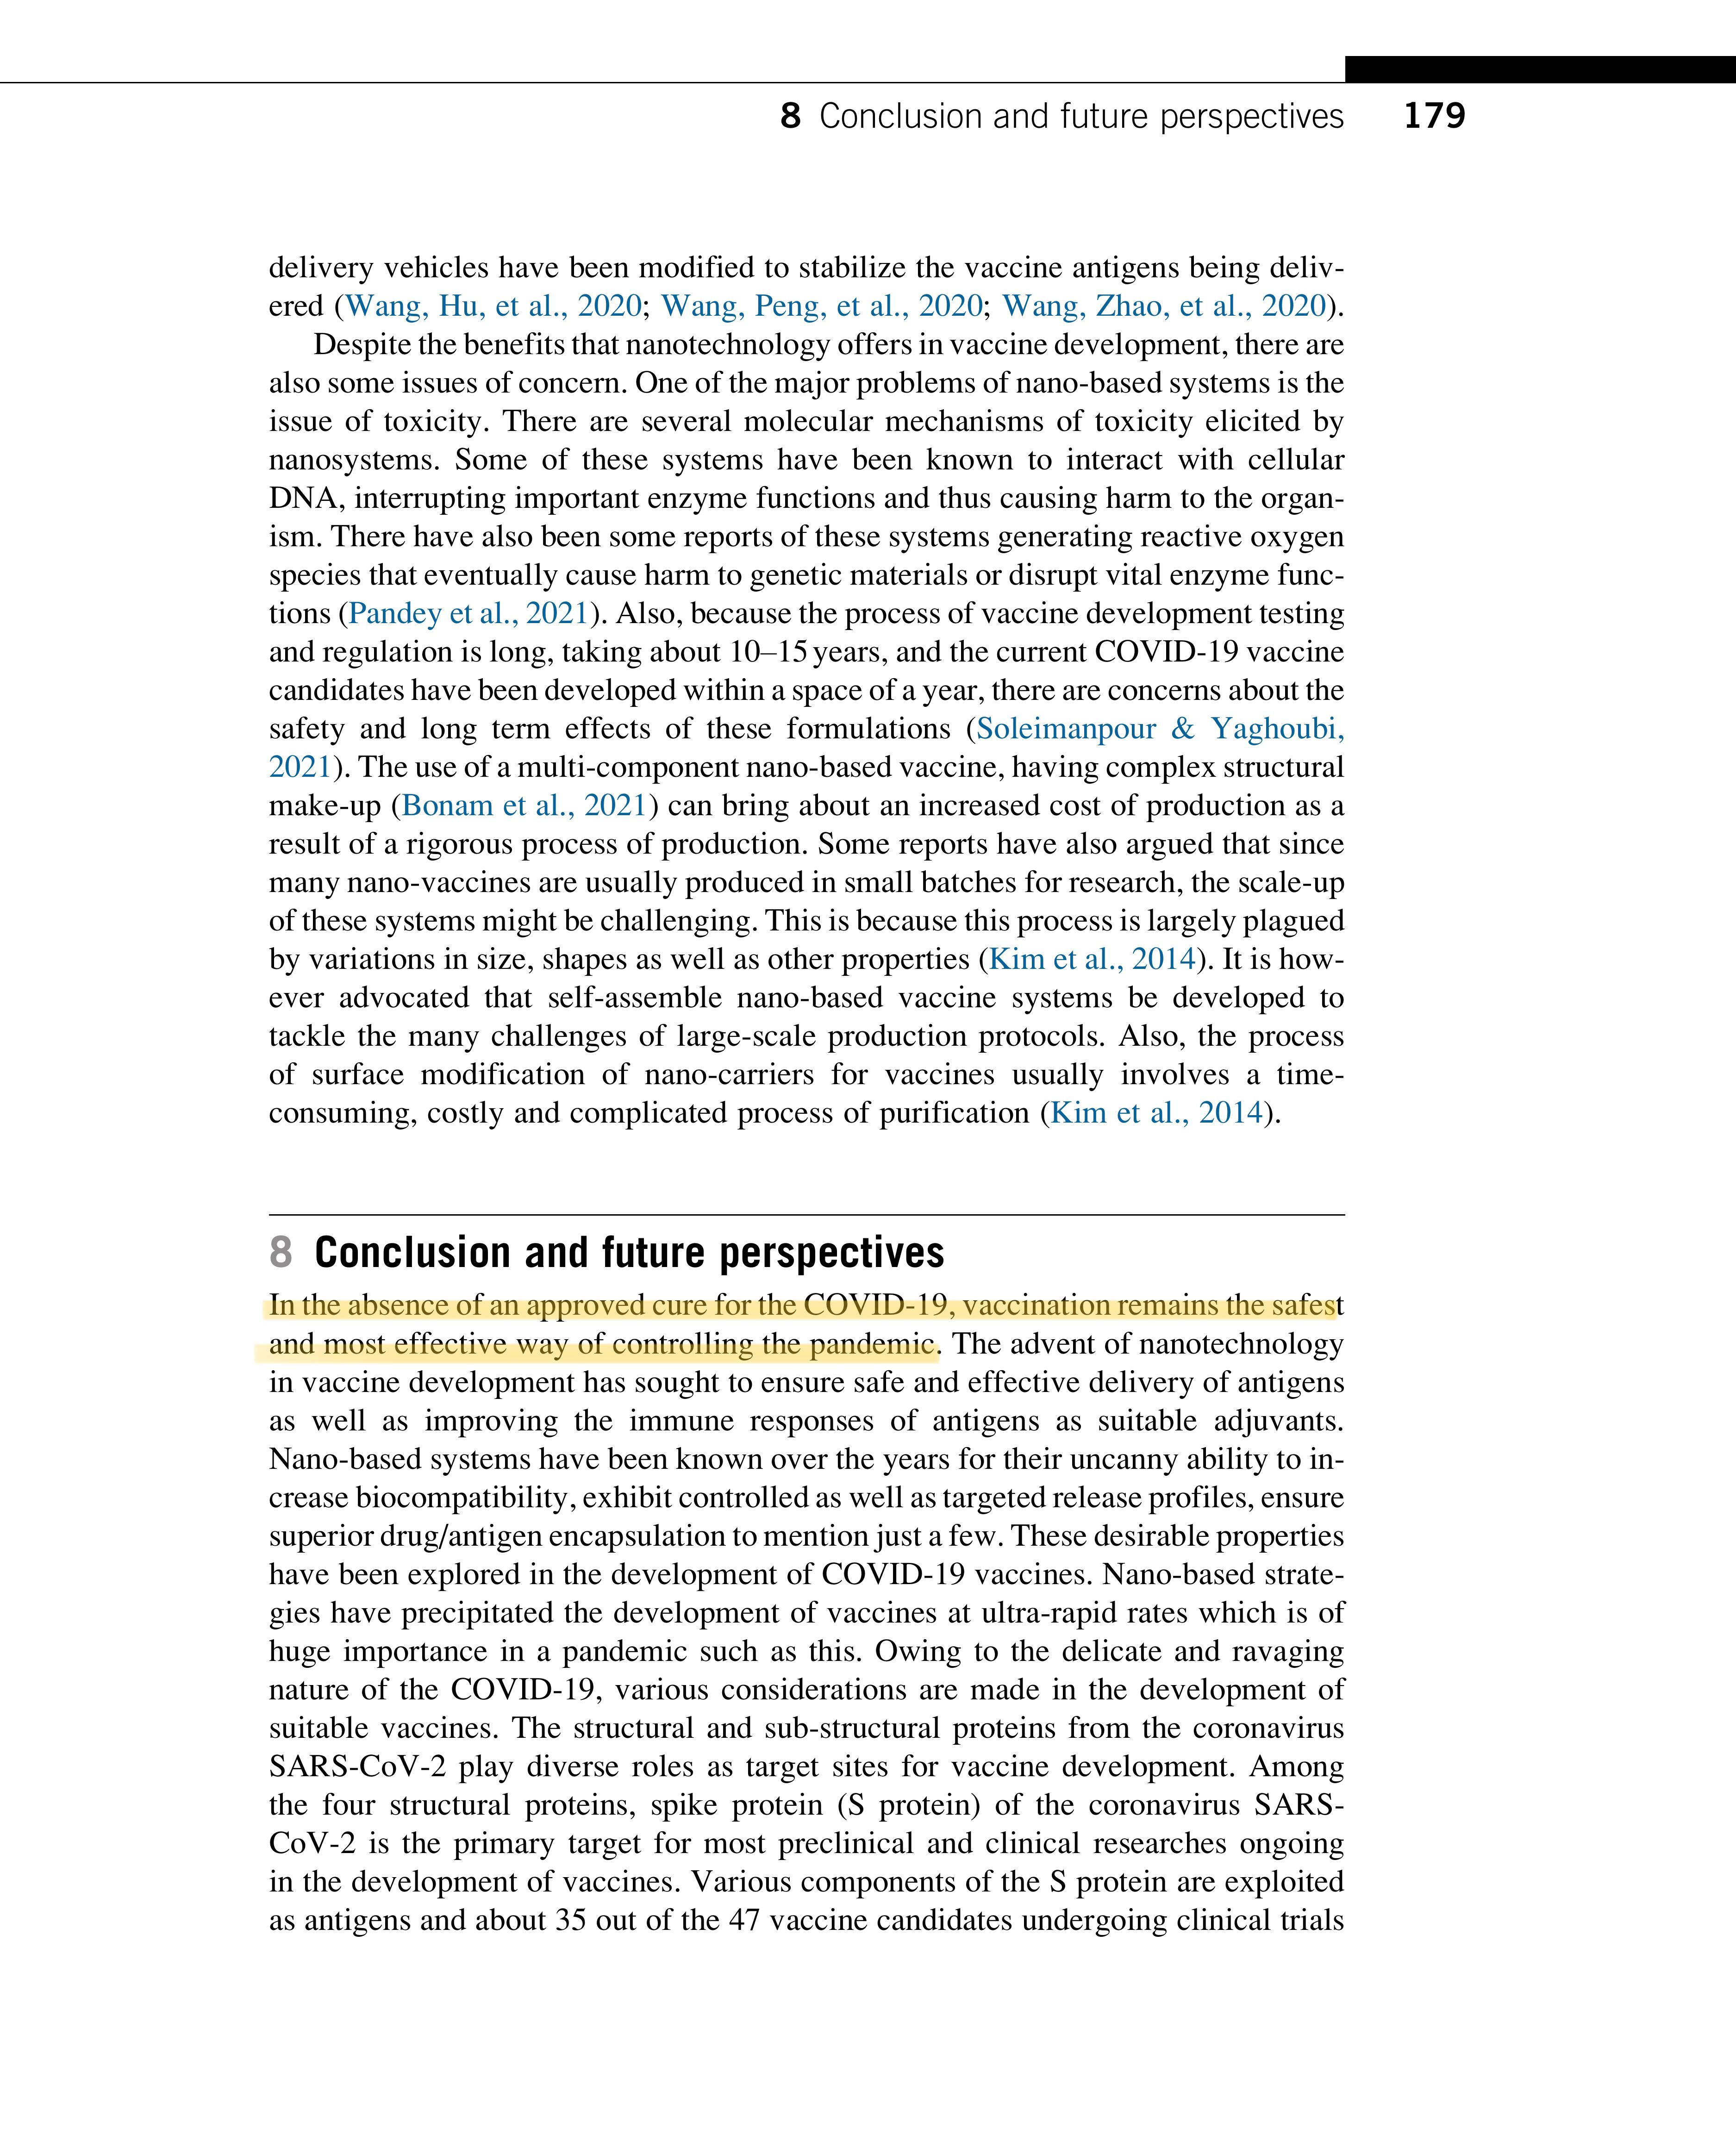 8 Conclusion and future perspectives 179
delivery vehicles have been modified to stabilize the vaccine antigens being deliv-
ered (Wang, Hu, et al., 2020; Wang, Peng, et al., 2020; Wang, Zhao, et al., 2020).
Despite the benefits that nanotechnology offers in vaccine development, there are
also some issues of concern. One of the major problems of nano-based systems is the
issue of toxicity. There are several molecular mechanisms of toxicity elicited by
nanosystems. Some of these systems have been known to interact with cellular
DNA, interrupting important enzyme functions and thus causing harm to the organ-
ism. There have also been some reports of these systems generating reactive oxygen
species that eventually cause harm to genetic materials or disrupt vital enzyme func-
tions (Pandey et al., 2021). Also, because the process of vaccine development testing
and regulation is long, taking about 10–15 years, and the current COVID-19 vaccine
candidates have been developed within a space of a year, there are concerns about the
safety and long term effects of these formulations (Soleimanpour & Yaghoubi,
2021). The use of a multi-component nano-based vaccine, having complex structural
make-up (Bonam et al., 2021) can bring about an increased cost of production as a
result of a rigorous process of production. Some reports have also argued that since
many nano-vaccines are usually produced in small batches for research, the scale-up
of these systems might be challenging. This is because this process is largely plagued
by variations in size, shapes as well as other properties (Kim et al., 2014). It is how-
ever advocated that self-assemble nano-based vaccine systems be developed to
tackle the many challenges of large-scale production protocols. Also, the process
of surface modification of nano-carriers for vaccines usually involves a time-
consuming, costly and complicated process of purification (Kim et al., 2014).
8 Conclusion and future perspectives
In the absence of an approved cure for the COVID-19, vaccination remains the safest
and most effective way of controlling the pandemic. The advent of nanotechnology
in vaccine development has sought to ensure safe and effective delivery of antigens
as well as improving the immune responses of antigens as suitable adjuvants.
Nano-based systems have been known over the years for their uncanny ability to in-
crease biocompatibility, exhibit controlled as well as targeted release profiles, ensure
superior drug/antigen encapsulation to mention just a few. These desirable properties
have been explored in the development of COVID-19 vaccines. Nano-based strate-
gies have precipitated the development of vaccines at ultra-rapid rates which is of
huge importance in a pandemic such as this. Owing to the delicate and ravaging
nature of the COVID-19, various considerations are made in the development of
suitable vaccines. The structural and sub-structural proteins from the coronavirus
SARS-CoV-2 play diverse roles as target sites for vaccine development. Among
the four structural proteins, spike protein (S protein) of the coronavirus SARS-
CoV-2 is the primary target for most preclinical and clinical researches ongoing
in the development of vaccines. Various components of the S protein are exploited
as antigens and about 35 out of the 47 vaccine candidates undergoing clinical trials